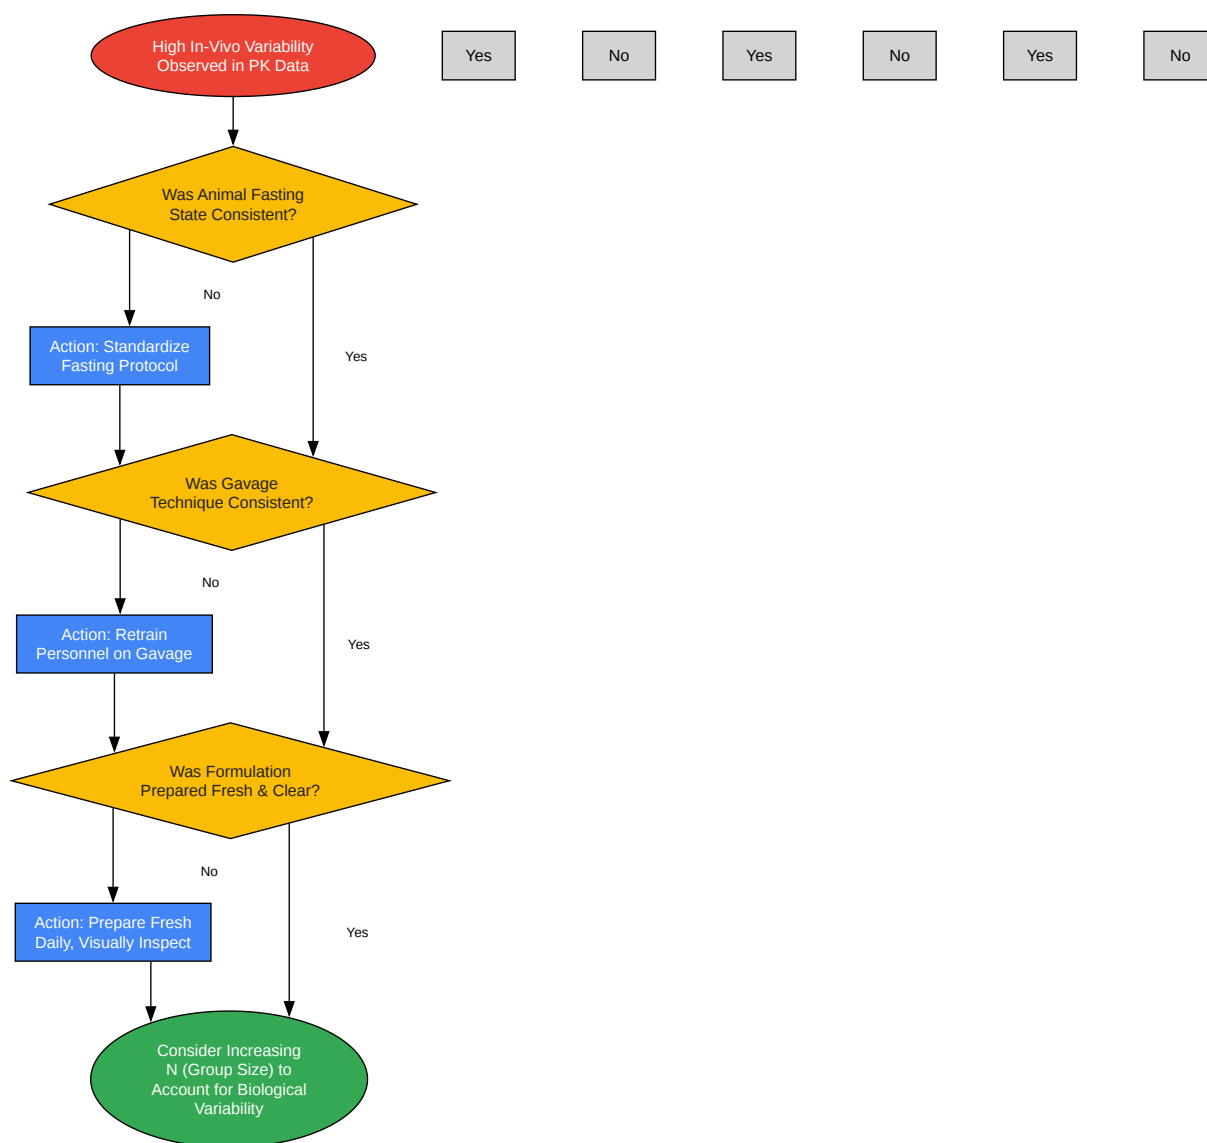 High In-Vivo Variability
Observed in PK Data
Yes
No
Yes
No
Yes
No
Was Animal Fasting
State Consistent?
No
Action: Standardize
Fasting Protocol
Yes
Was Gavage
Technique Consistent?
No
Action: Retrain
Personnel on Gavage
Yes
Was Formulation
Prepared Fresh & Clear?
No
Action: Prepare Fresh
Daily, Visually Inspect
Yes
Consider Increasing
N (Group Size) to
Account for Biological
Variability